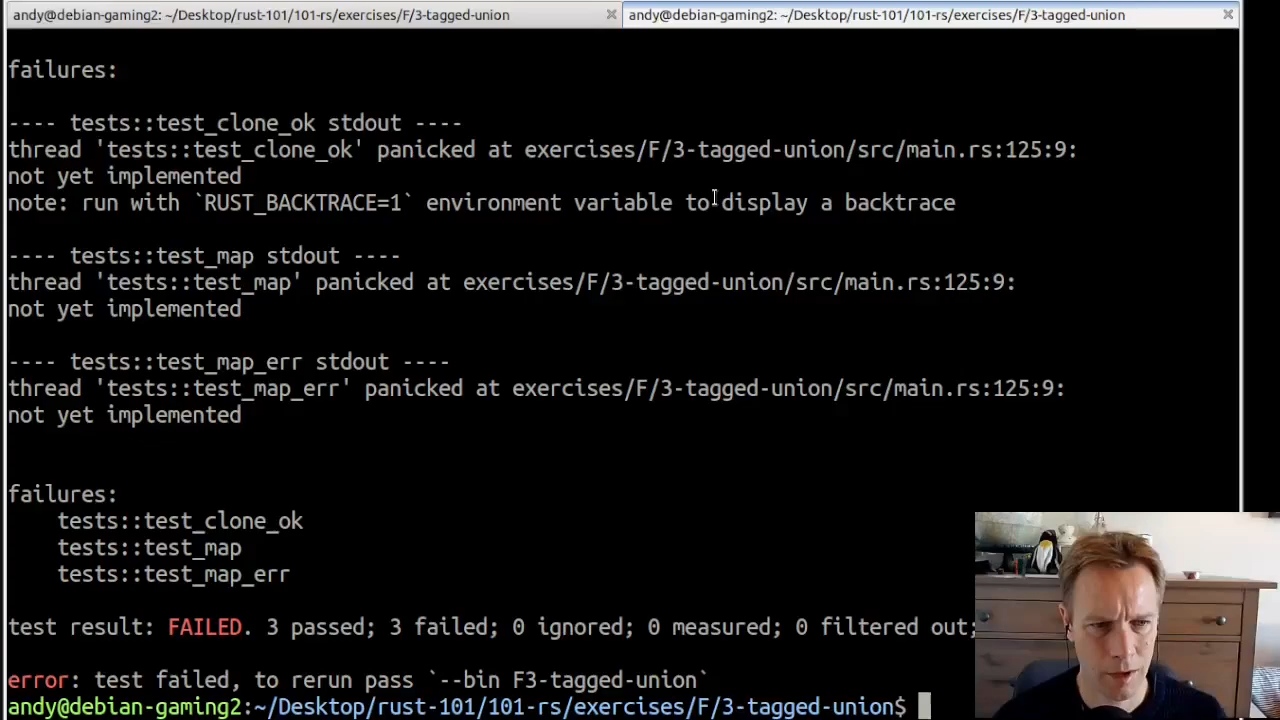 andy@debian-gaming2: ~/Desktop/rust-101/101-rs/exercises/F/3-tagged-union
andy@debian-gaming2: ~/Desktop/rust-101/101-rs/exercises/F/3-tagged-union
failures:
---- tests::test_clone_ok stdout ----
thread 'tests::test_clone_ok' panicked at exercises/F/3-tagged-union/src/main.rs:125:9:
not yet implemented
note: run with `RUST_BACKTRACE=1` environment variable to display a backtrace
---- tests::test_map stdout ----
thread 'tests::test_map' panicked at exercises/F/3-tagged-union/src/main.rs:125:9:
not yet implemented
---- tests::test_map_err stdout ----
thread 'tests::test_map_err' panicked at exercises/F/3-tagged-union/src/main.rs:125:9:
not yet implemented
failures:
tests::test_clone_ok
tests::test_map
tests::test_map_err
test result: FAILED. 3 passed; 3 failed; 0 ignored; 0 measured; 0 filtered out;
error: test failed, to rerun pass `--bin F3-tagged-union`
andy@debian-gaming2:~/Desktop/rust-101/101-rs/exercises/F/3-tagged-union$